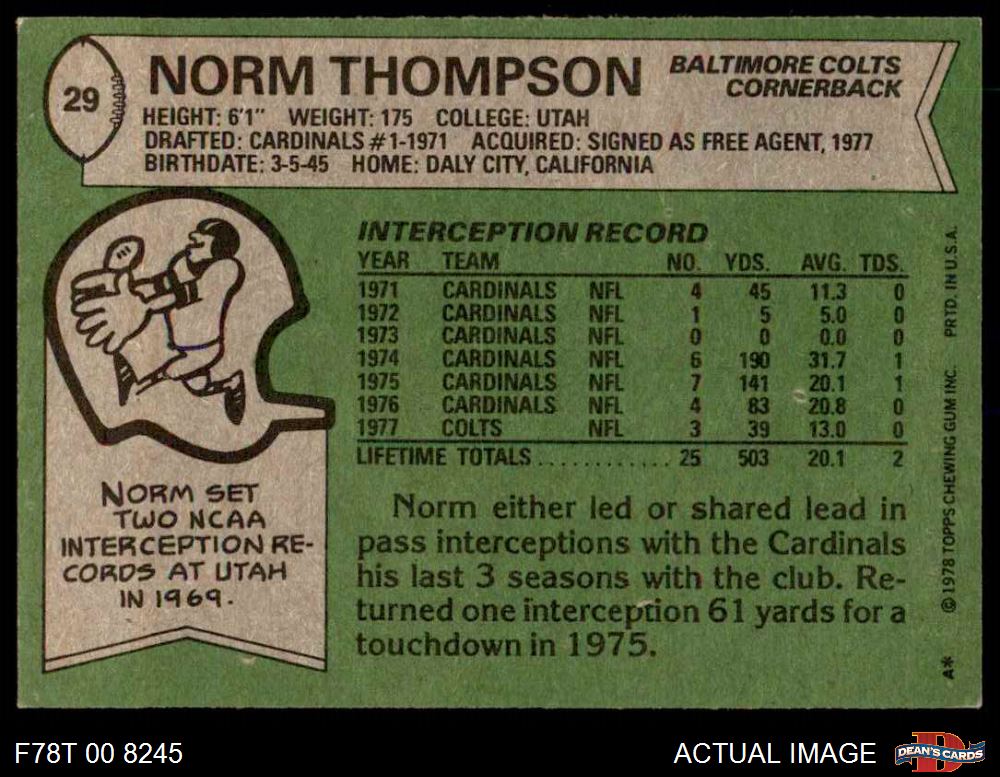 29
NORM THOMPSON
BALTIMORE COLTS
CORNERBACK
HEIGHT: 6'1" WEIGHT: 175 COLLEGE: UTAH
DRAFTED: CARDINALS #1-1971 ACQUIRED: SIGNED AS FREE AGENT, 1977
BIRTHDATE: 3-5-45 HOME: DALY CITY, CALIFORNIA
INTERCEPTION RECORD
YEAR TEAM NO. YDS. AVG. TDS.
1971 CARDINALS NFL 4 45 11.3 0
1972 CARDINALS NFL 1 5 5.0 0
1973 CARDINALS NFL 0 0 0.0 0
1974 CARDINALS NFL 6 190 31.7 1
1975 CARDINALS NFL 7 141 20.1 1
1976 CARDINALS NFL 4 83 20.8 0
1977 COLTS NFL 3 39 13.0 0
LIFETIME TOTALS ............ 25 503 20.1 2
NORM SET
TWO NCAA
INTERCEPTION RE-
CORDS AT UTAH
IN 1969.
Norm either led or shared lead in
pass interceptions with the Cardinals
his last 3 seasons with the club. Re-
turned one interception 61 yards for a
touchdown in 1975.
A* © 1978 TOPPS CHEWING GUM INC. PRTD. IN U.S.A.
F78T 00 8245
ACTUAL IMAGE
D
DEAN'S CARDS